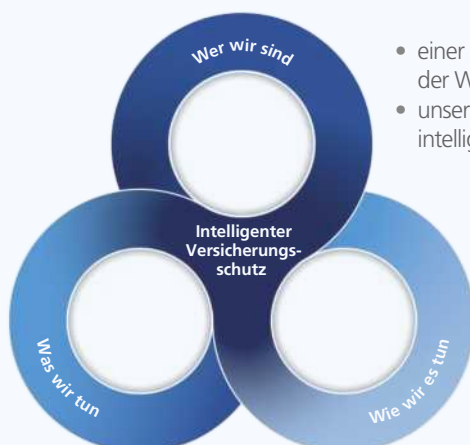 Wer wir sind
• einer
der W
• unser
intellig
Intelligenter
Versicherungs-
schutz
Was wir tun
Wie wir es tun